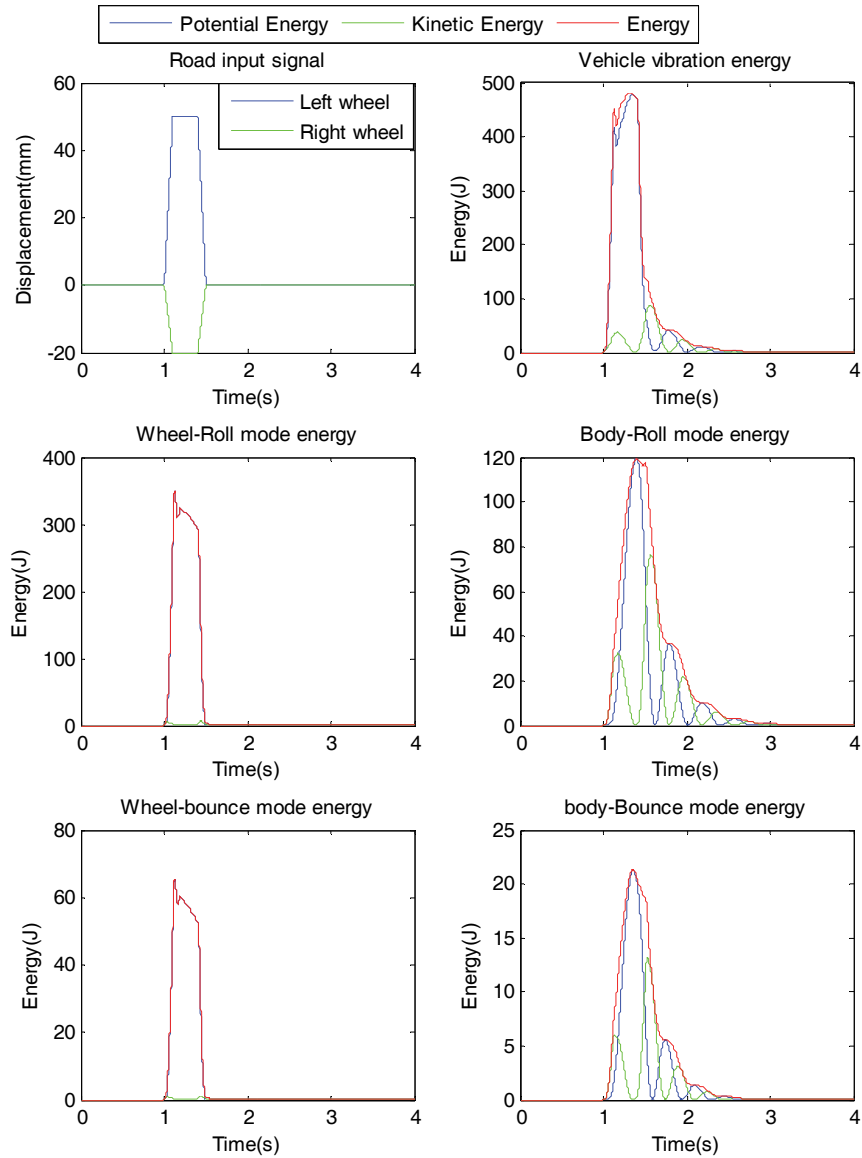 Potential Energy Kinetic Energy Energy
Road input signal
60
40
20
0
-20
Displacement(mm)
Left wheel
Right wheel
0 1 2 3 4
Time(s)
Vehicle vibration energy
500
400
300
200
100
0
Energy(J)
0 1 2 3 4
Time(s)
Wheel-Roll mode energy
400
300
200
100
0
Energy(J)
0 1 2 3 4
Time(s)
Body-Roll mode energy
120
100
80
60
40
20
0
Energy(J)
0 1 2 3 4
Time(s)
Wheel-bounce mode energy
80
60
40
20
0
Energy(J)
0 1 2 3 4
Time(s)
body-Bounce mode energy
25
20
15
10
5
0
Energy(J)
0 1 2 3 4
Time(s)